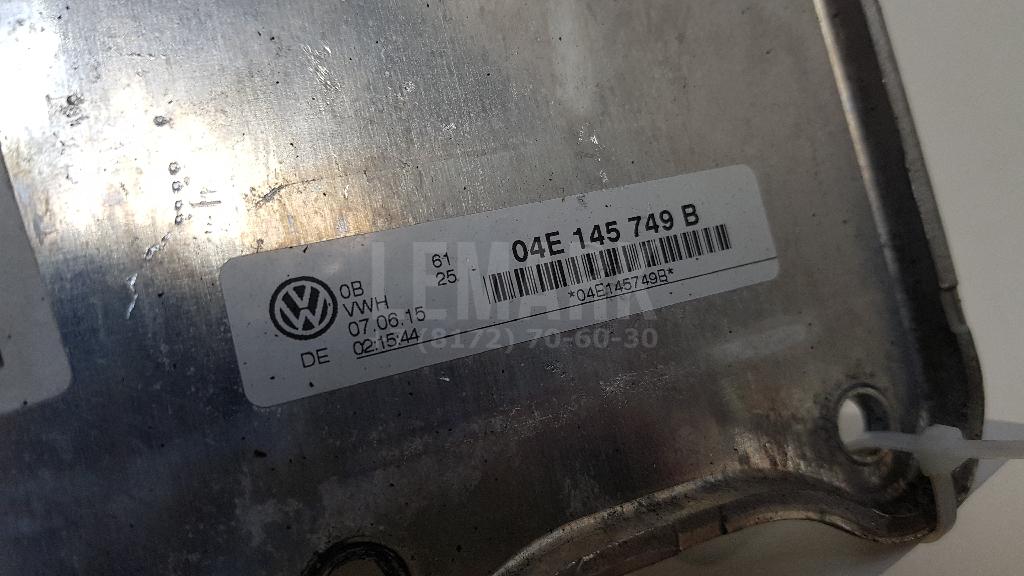 04E 145 749 B
*04E145749B*
61
25
0B
VWH
07.06.15
02:15:44
DE
VW
LEMARK
(8172) 70-60-30